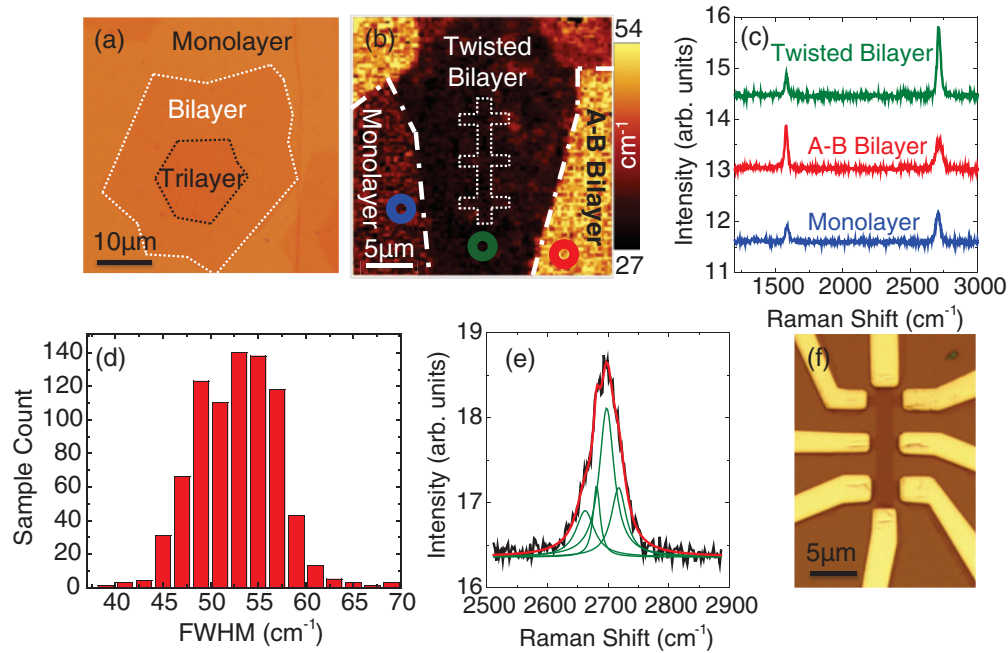 (a)
Monolayer
Bilayer
Trilayer
10µm
(b)
Twisted
Bilayer
Monolayer
A-B Bilayer
5µm
54
cm⁻¹
27
(c)
Twisted Bilayer
A-B Bilayer
Monolayer
Intensity (arb. units)
16
15
14
13
12
11
1500 2000 2500 3000
Raman Shift (cm⁻¹)
(d)
Sample Count
140
120
100
80
60
40
20
0
40 45 50 55 60 65 70
FWHM (cm⁻¹)
(e)
Intensity (arb. units)
19
18
17
16
2500 2600 2700 2800 2900
Raman Shift (cm⁻¹)
(f)
5µm